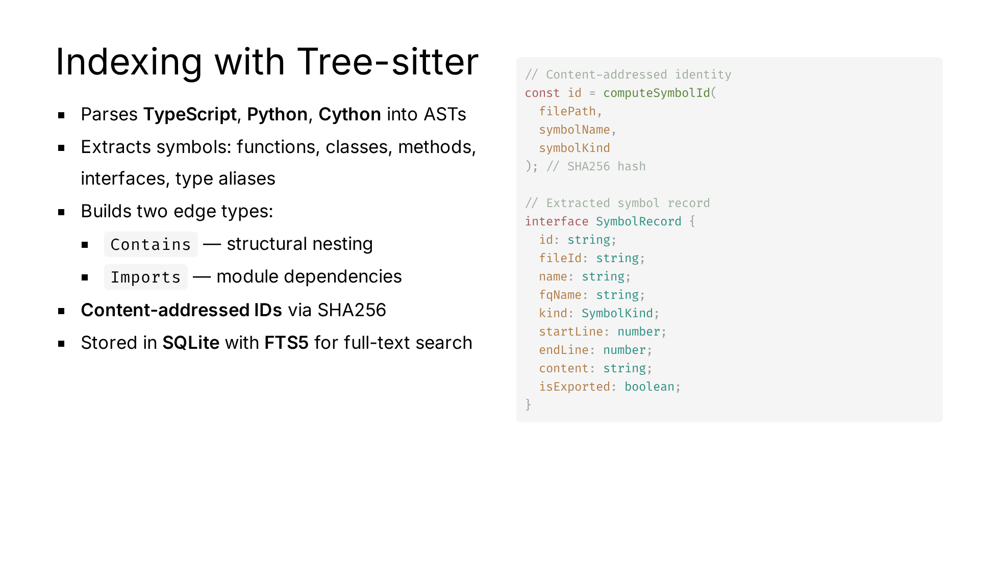 Indexing with Tree-sitter
Parses TypeScript, Python, Cython into ASTs
Extracts symbols: functions, classes, methods,
interfaces, type aliases
Builds two edge types:
Contains — structural nesting
Imports — module dependencies
Content-addressed IDs via SHA256
Stored in SQLite with FTS5 for full-text search
// Content-addressed identity
const id = computeSymbolId(
  filePath,
  symbolName,
  symbolKind
); // SHA256 hash

// Extracted symbol record
interface SymbolRecord {
  id: string;
  fileId: string;
  name: string;
  fqName: string;
  kind: SymbolKind;
  startLine: number;
  endLine: number;
  content: string;
  isExported: boolean;
}